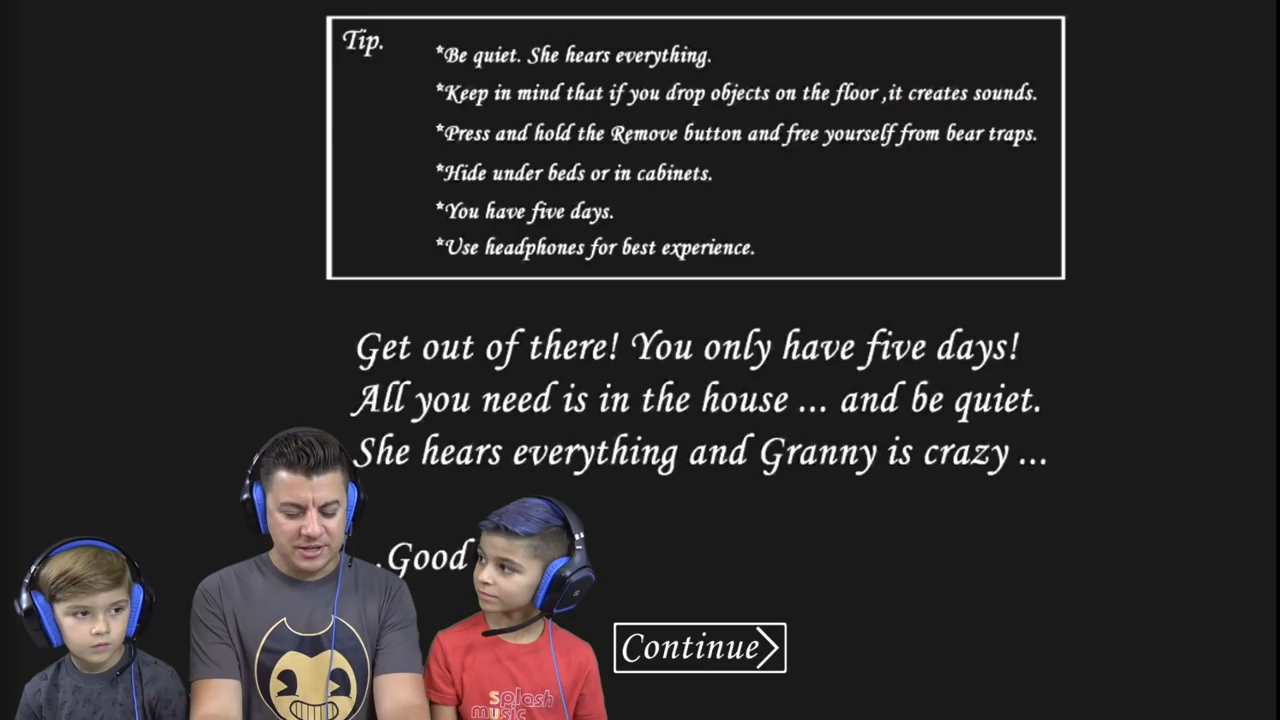 Tip.
*Be quiet. She hears everything.
*Keep in mind that if you drop objects on the floor ,it creates sounds.
*Press and hold the Remove button and free yourself from bear traps.
*Hide under beds or in cabinets.
*You have five days.
*Use headphones for best experience.
Get out of there! You only have five days!
All you need is in the house ... and be quiet.
She hears everything and Granny is crazy ...
.Good
Continue>
splash
music